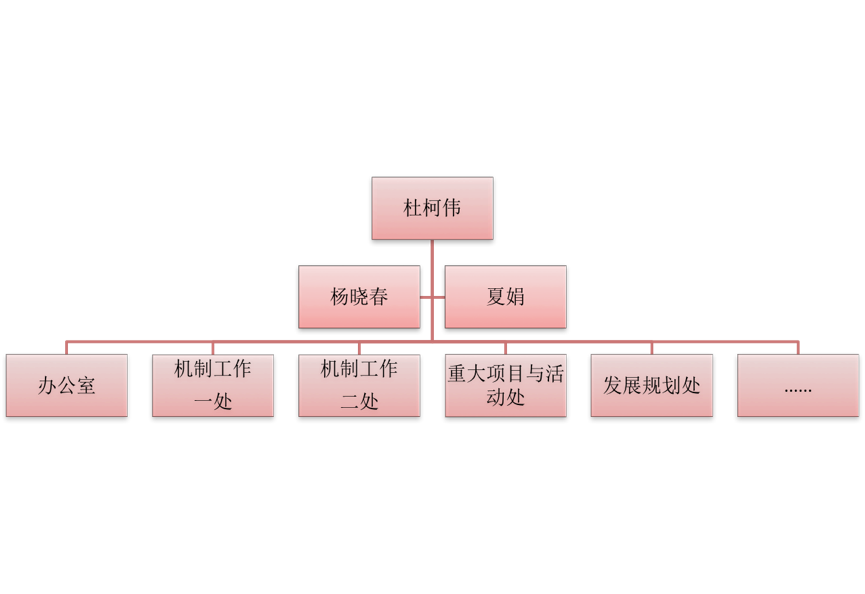 杜柯伟
杨晓春
夏娟
办公室
机制工作
一处
机制工作
二处
重大项目与活
动处
发展规划处
......